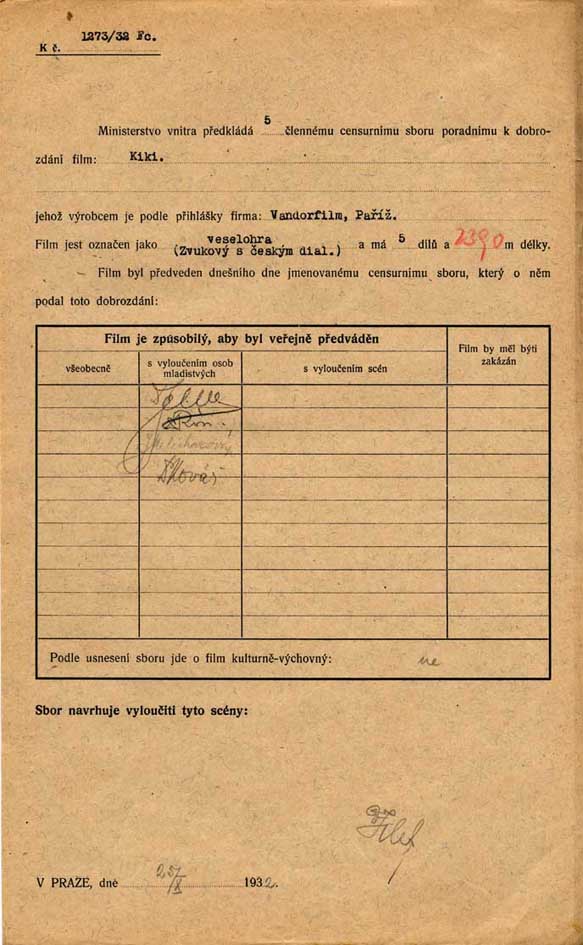 K č. 1273/32 Fc.
Ministerstvo vnitra předkládá 5 člennému censurnímu sboru poradnímu k dobro-
zdání film: Kiki.
jehož výrobcem je podle přihlášky firma: Vandorfilm, Paříž.
Film jest označen jako veselohra (Zvukový s českým dial.) a má 5 dílů a 2390 m délky.
Film byl předveden dnešního dne jmenovanému censurnímu sboru, který o něm
podal toto dobrozdání:
Film je způsobilý, aby byl veřejně předváděn
Film by měl býti
zakázán
všeobecně
s vyloučením osob
mladistvých
s vyloučením scén
Podle usnesení sboru jde o film kulturně-výchovný: ne
Sbor navrhuje vyloučiti tyto scény:
V PRAZE, dne 25/X 1932.